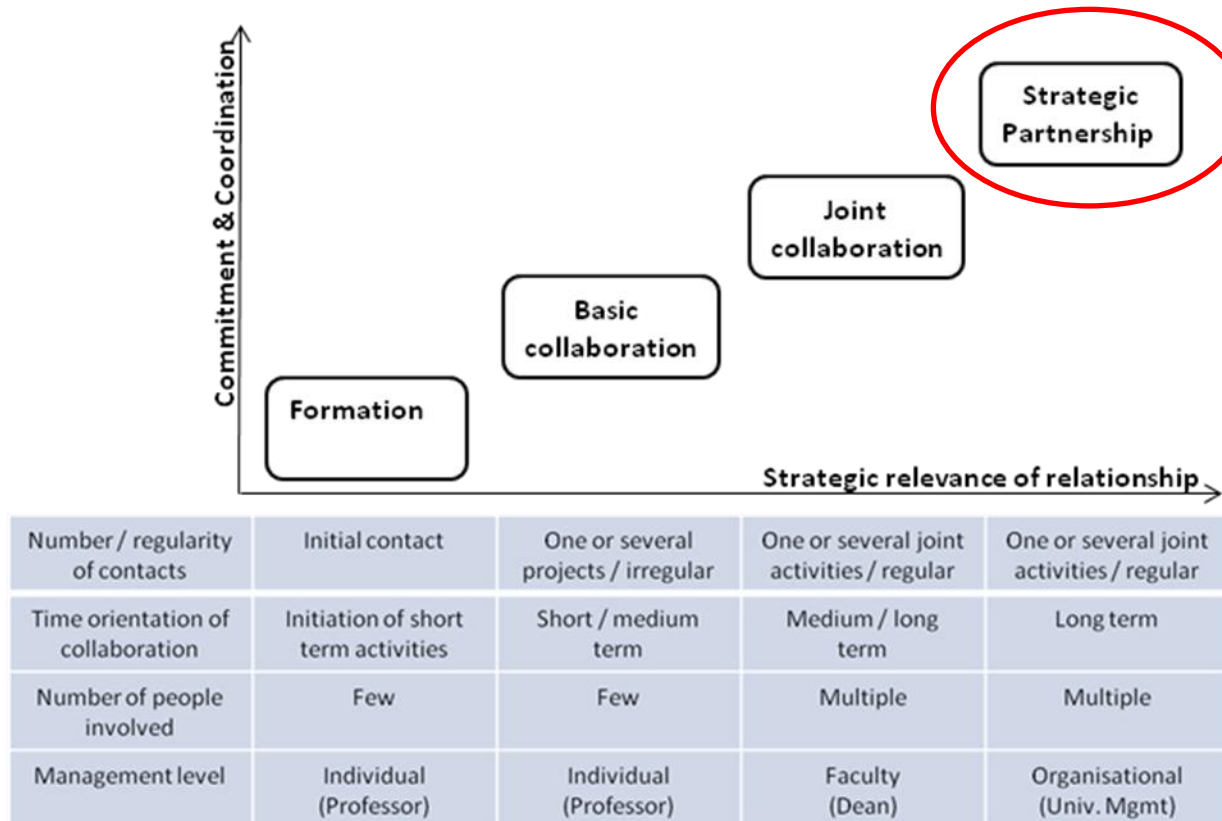 Commitment & Coordination
Strategic
Partnership
Joint
collaboration
Basic
collaboration
Formation
Strategic relevance of relationship
Number / regularity
of contacts
Initial contact
One or several
projects / irregular
One or several joint
activities / regular
One or several joint
activities / regular
Time orientation of
collaboration
Initiation of short
term activities
Short / medium
term
Medium / long
term
Long term
Number of people
involved
Few
Few
Multiple
Multiple
Management level
Individual
(Professor)
Individual
(Professor)
Faculty
(Dean)
Organisational
(Univ. Mgmt)